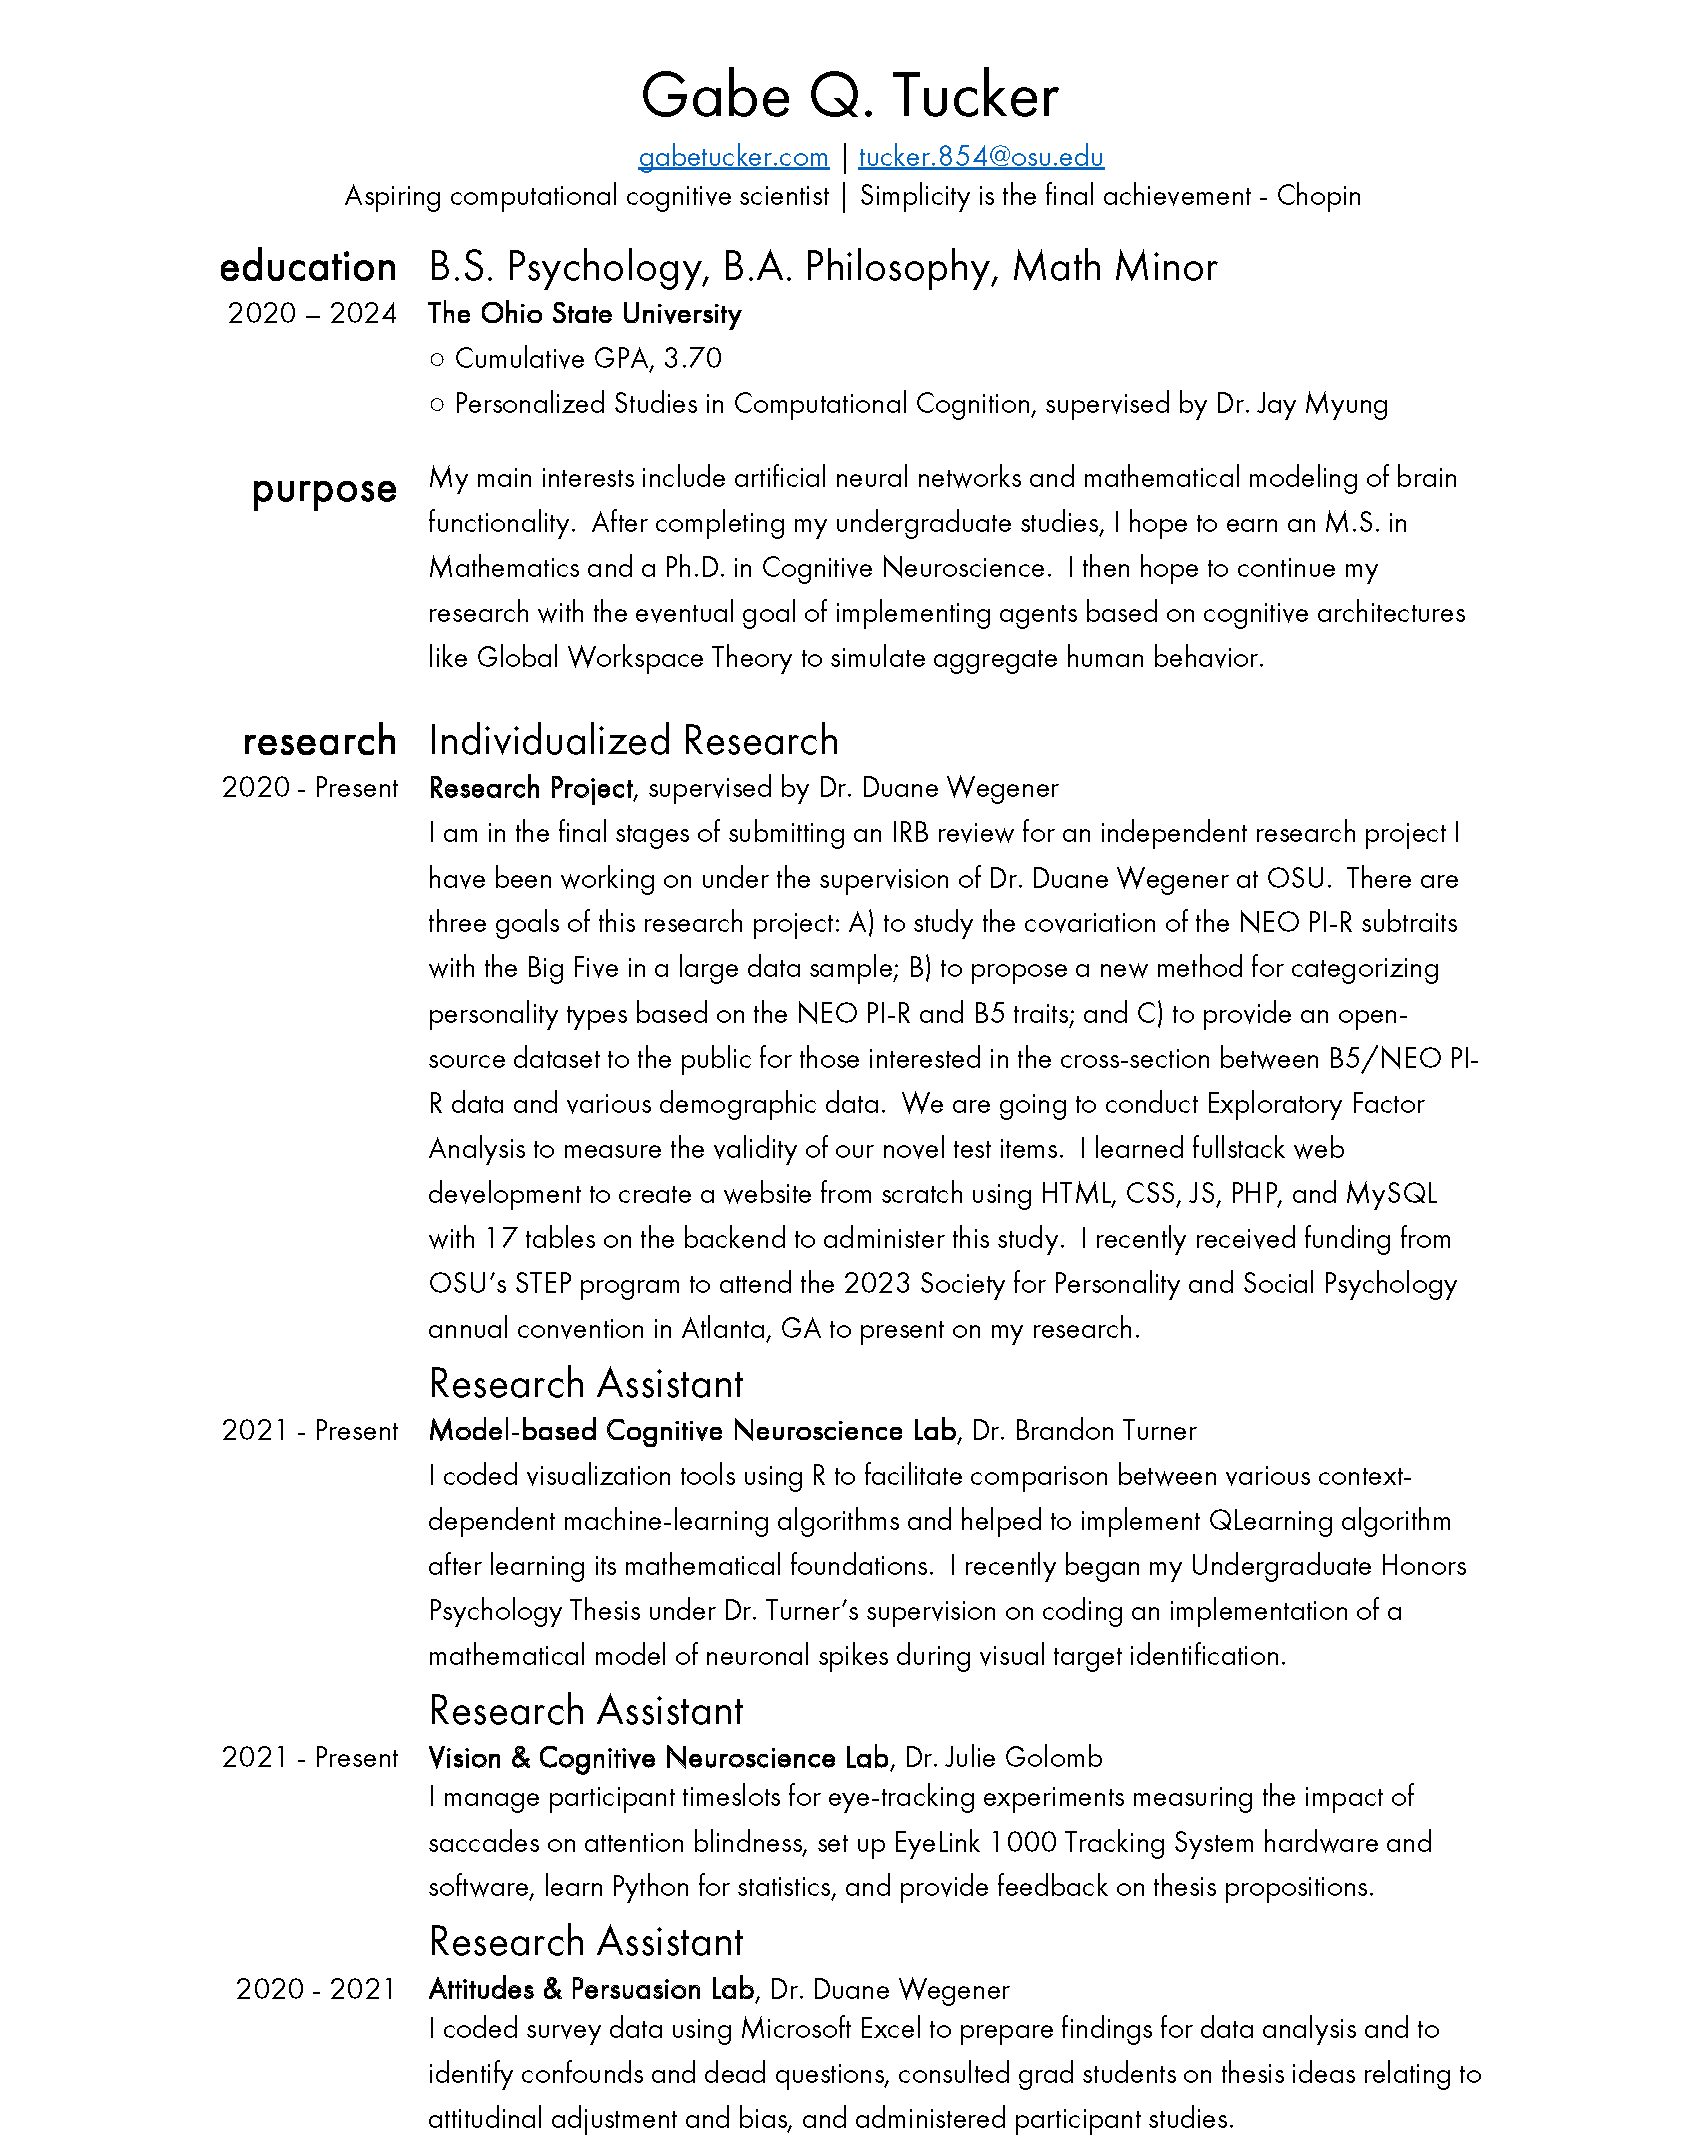 Gabe Q. Tucker
gabetucker.com | tucker.854@osu.edu
Aspiring computational cognitive scientist | Simplicity is the final achievement - Chopin
education B.S. Psychology, B.A. Philosophy, Math Minor
2020 – 2024 The Ohio State University
○ Cumulative GPA, 3.70
○ Personalized Studies in Computational Cognition, supervised by Dr. Jay Myung
purpose My main interests include artificial neural networks and mathematical modeling of brain
functionality.  After completing my undergraduate studies, I hope to earn an M.S. in
Mathematics and a Ph.D. in Cognitive Neuroscience.  I then hope to continue my
research with the eventual goal of implementing agents based on cognitive architectures
like Global Workspace Theory to simulate aggregate human behavior.
research Individualized Research
2020 - Present Research Project, supervised by Dr. Duane Wegener
I am in the final stages of submitting an IRB review for an independent research project I
have been working on under the supervision of Dr. Duane Wegener at OSU.  There are
three goals of this research project: A) to study the covariation of the NEO PI-R subtraits
with the Big Five in a large data sample; B) to propose a new method for categorizing
personality types based on the NEO PI-R and B5 traits; and C) to provide an open-
source dataset to the public for those interested in the cross-section between B5/NEO PI-
R data and various demographic data.  We are going to conduct Exploratory Factor
Analysis to measure the validity of our novel test items.  I learned fullstack web
development to create a website from scratch using HTML, CSS, JS, PHP, and MySQL
with 17 tables on the backend to administer this study.  I recently received funding from
OSU’s STEP program to attend the 2023 Society for Personality and Social Psychology
annual convention in Atlanta, GA to present on my research.
Research Assistant
2021 - Present Model-based Cognitive Neuroscience Lab, Dr. Brandon Turner
I coded visualization tools using R to facilitate comparison between various context-
dependent machine-learning algorithms and helped to implement QLearning algorithm
after learning its mathematical foundations.  I recently began my Undergraduate Honors
Psychology Thesis under Dr. Turner’s supervision on coding an implementation of a
mathematical model of neuronal spikes during visual target identification.
Research Assistant
2021 - Present Vision & Cognitive Neuroscience Lab, Dr. Julie Golomb
I manage participant timeslots for eye-tracking experiments measuring the impact of
saccades on attention blindness, set up EyeLink 1000 Tracking System hardware and
software, learn Python for statistics, and provide feedback on thesis propositions.
Research Assistant
2020 - 2021 Attitudes & Persuasion Lab, Dr. Duane Wegener
I coded survey data using Microsoft Excel to prepare findings for data analysis and to
identify confounds and dead questions, consulted grad students on thesis ideas relating to
attitudinal adjustment and bias, and administered participant studies.